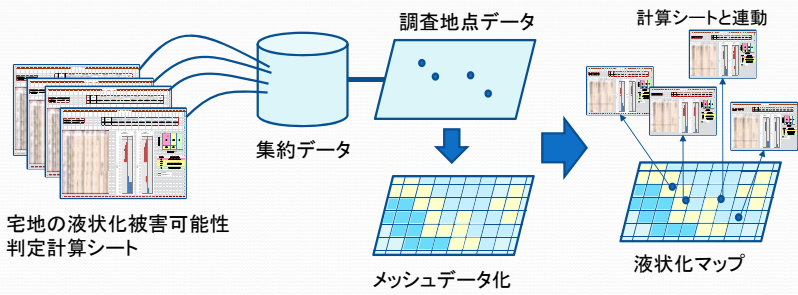 宅地の液状化被害可能性
判定計算シート
集約データ
調査地点データ
メッシュデータ化
計算シートと連動
液状化マップ